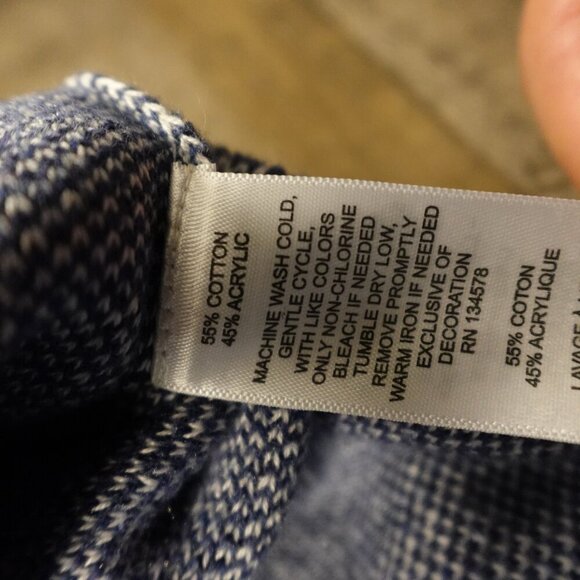 55% COTTON
45% ACRYLIC
MACHINE WASH COLD,
GENTLE CYCLE,
WITH LIKE COLORS
ONLY NON-CHLORINE
BLEACH IF NEEDED
TUMBLE DRY LOW,
REMOVE PROMPTLY
WARM IRON IF NEEDED
EXCLUSIVE OF
DECORATION
RN 134578
55% COTON
45% ACRYLIQUE